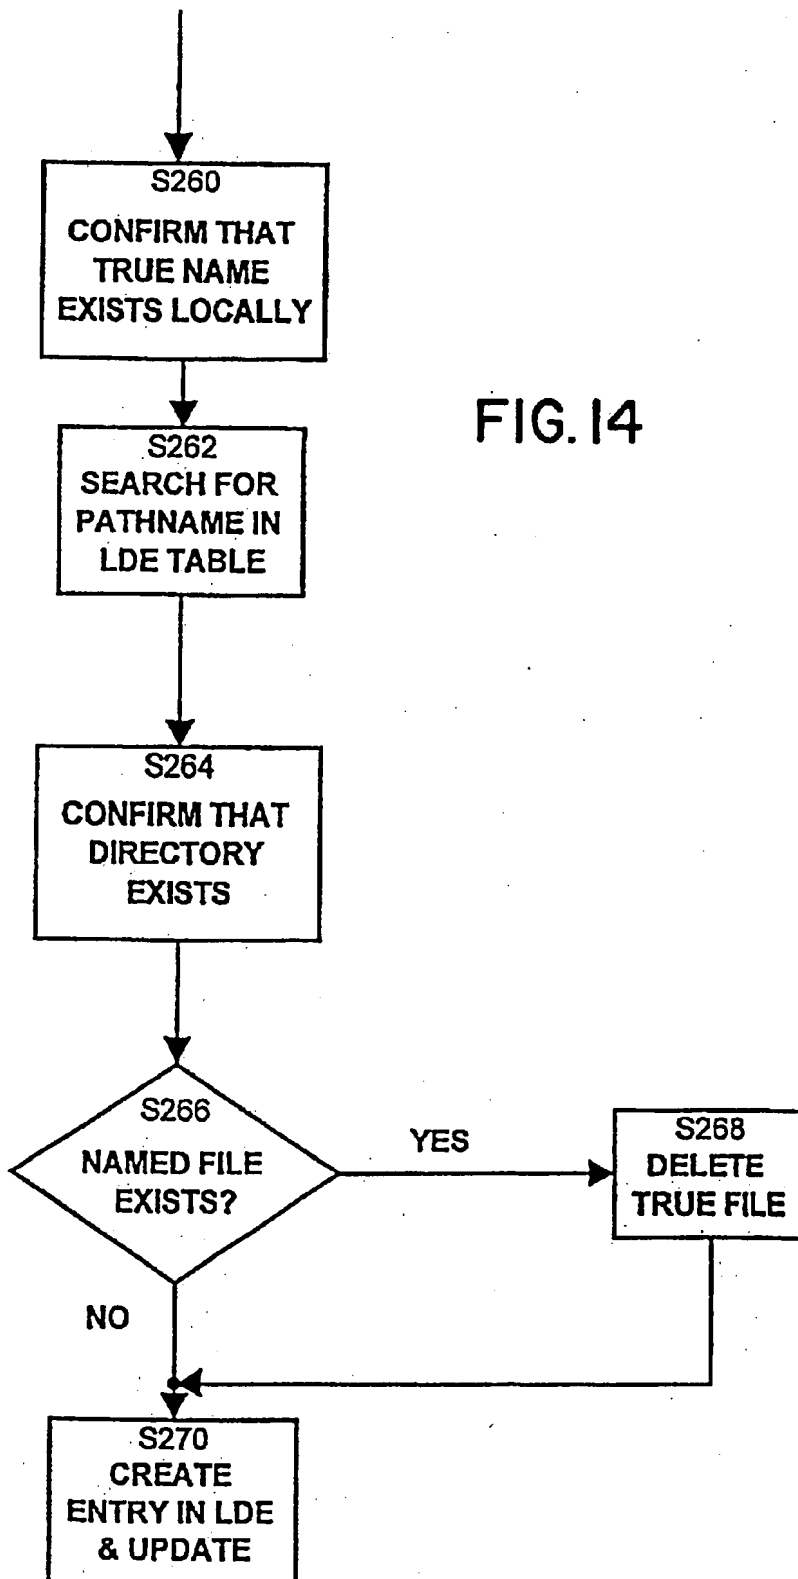 S260
CONFIRM THAT
TRUE NAME
EXISTS LOCALLY
FIG. 14
S262
SEARCH FOR
PATHNAME IN
LDE TABLE
S264
CONFIRM THAT
DIRECTORY
EXISTS
S266
NAMED FILE
EXISTS?
YES
S268
DELETE
TRUE FILE
NO
S270
CREATE
ENTRY IN LDE
& UPDATE